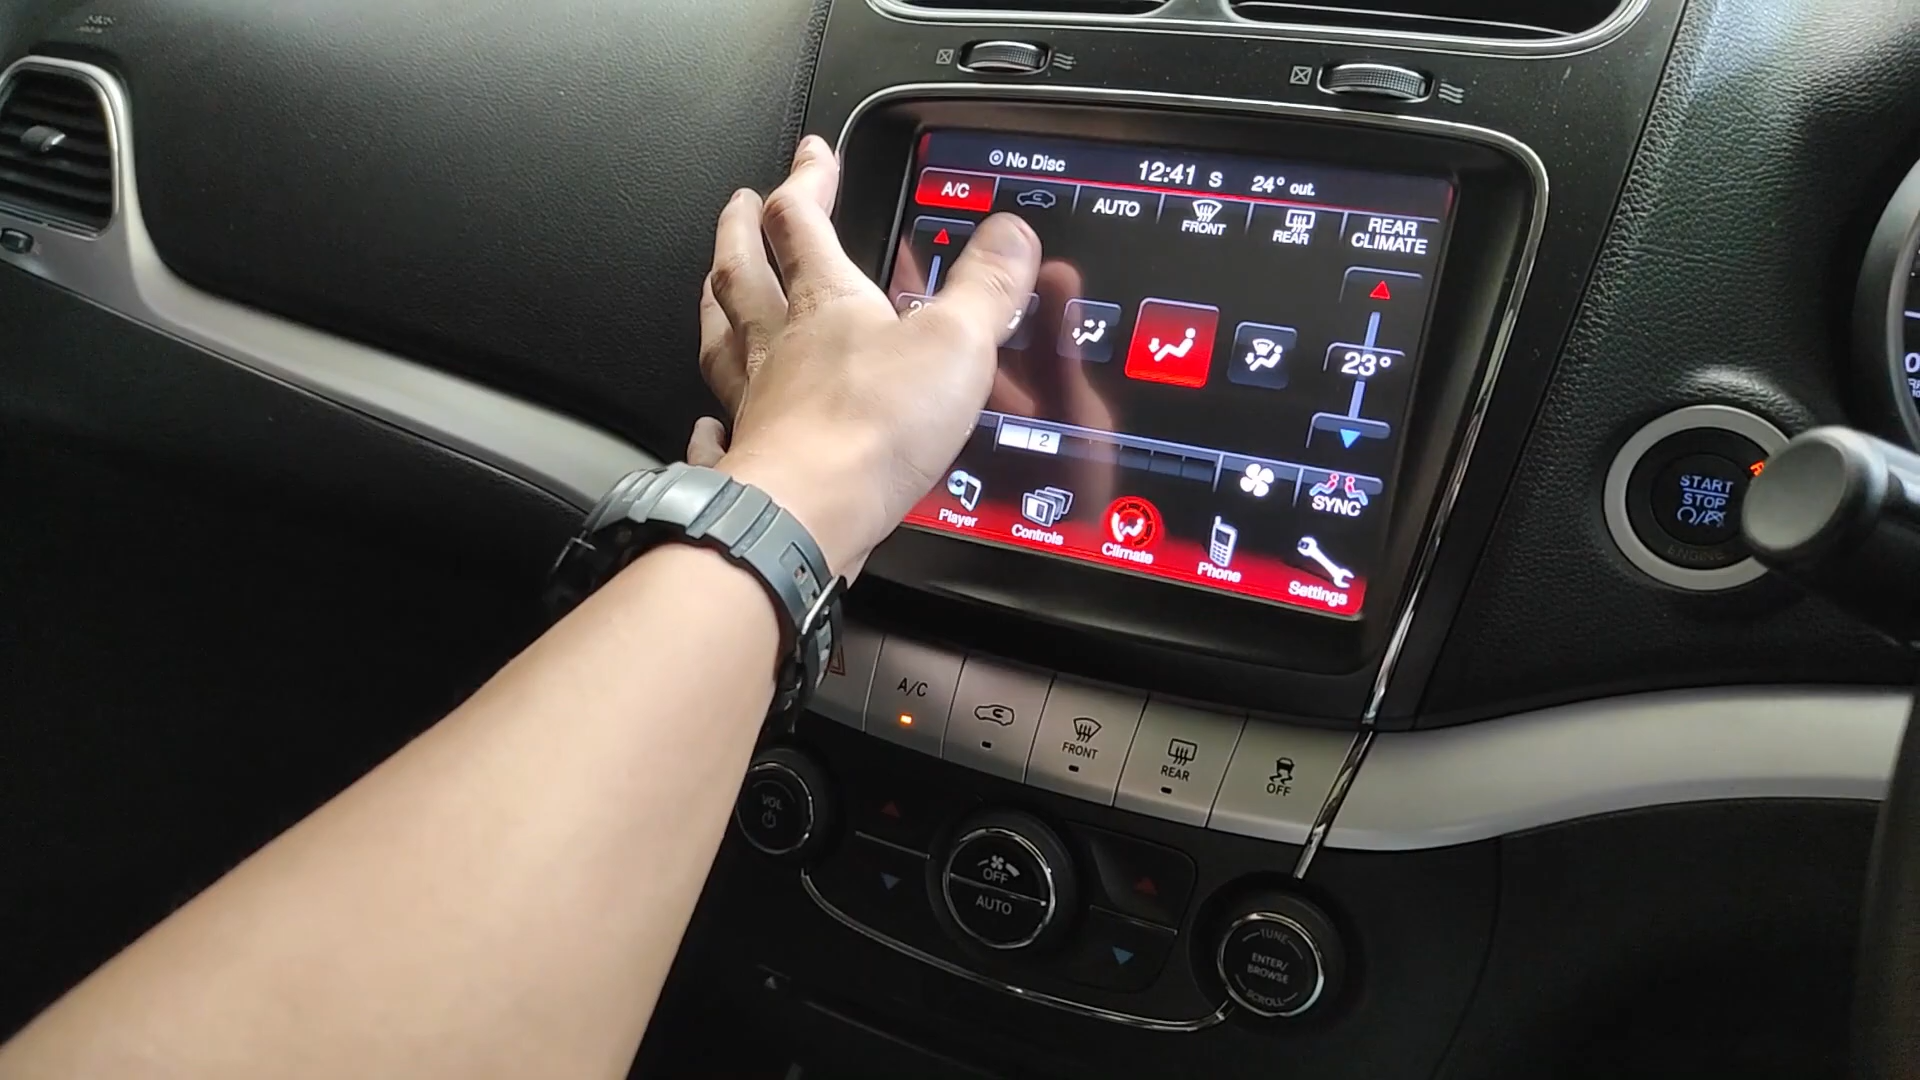 No Disc 12:41 S 24° out.
A/C AUTO FRONT REAR REAR CLIMATE
23°
2
SYNC
Player Controls Climate Phone Settings
START
STOP
ENGINE
A/C
FRONT
REAR
OFF
VOL
OFF
AUTO
TUNE
ENTER/
BROWSE
SCROLL